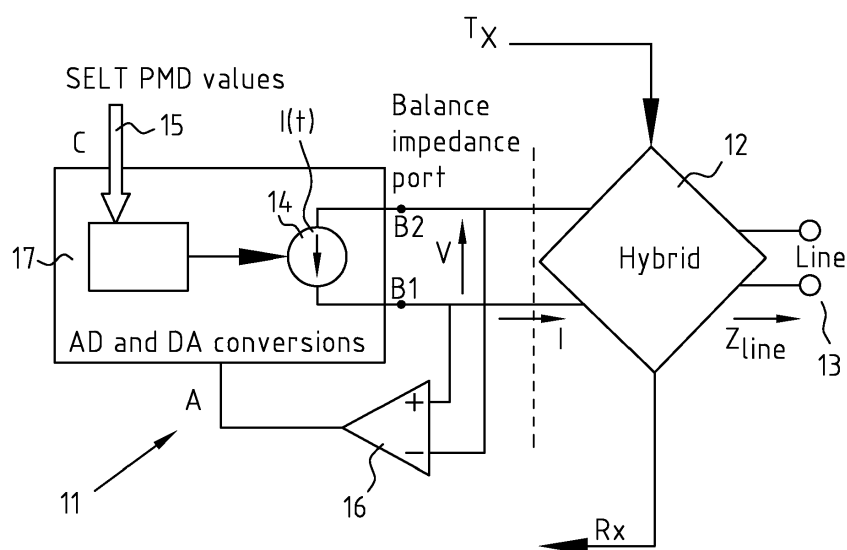 Tx
SELT PMD values
C
15
I(t)
Balance
impedance
port
12
14
B2
17
V
Hybrid
Line
B1
AD and DA conversions
I
Zline
13
A
+
−
16
11
Rx